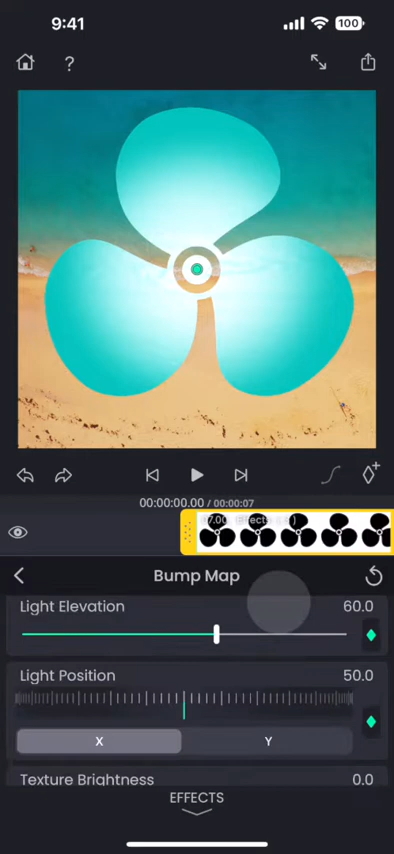 9:41
100
?
00:00:00.00 / 00:00:07
Bump Map
Light Elevation 60.0
Light Position 50.0
X Y
Texture Brightness 0.0
EFFECTS